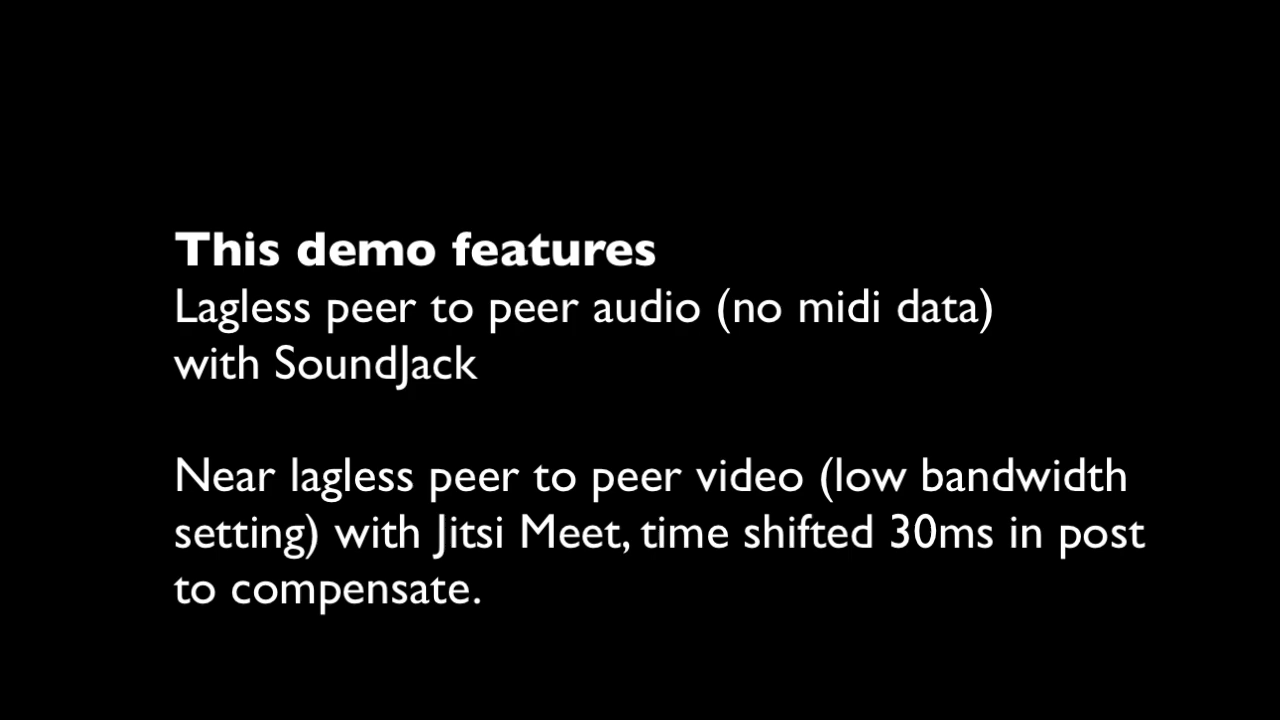 This demo features
Lagless peer to peer audio (no midi data)
with SoundJack
Near lagless peer to peer video (low bandwidth
setting) with Jitsi Meet, time shifted 30ms in post
to compensate.